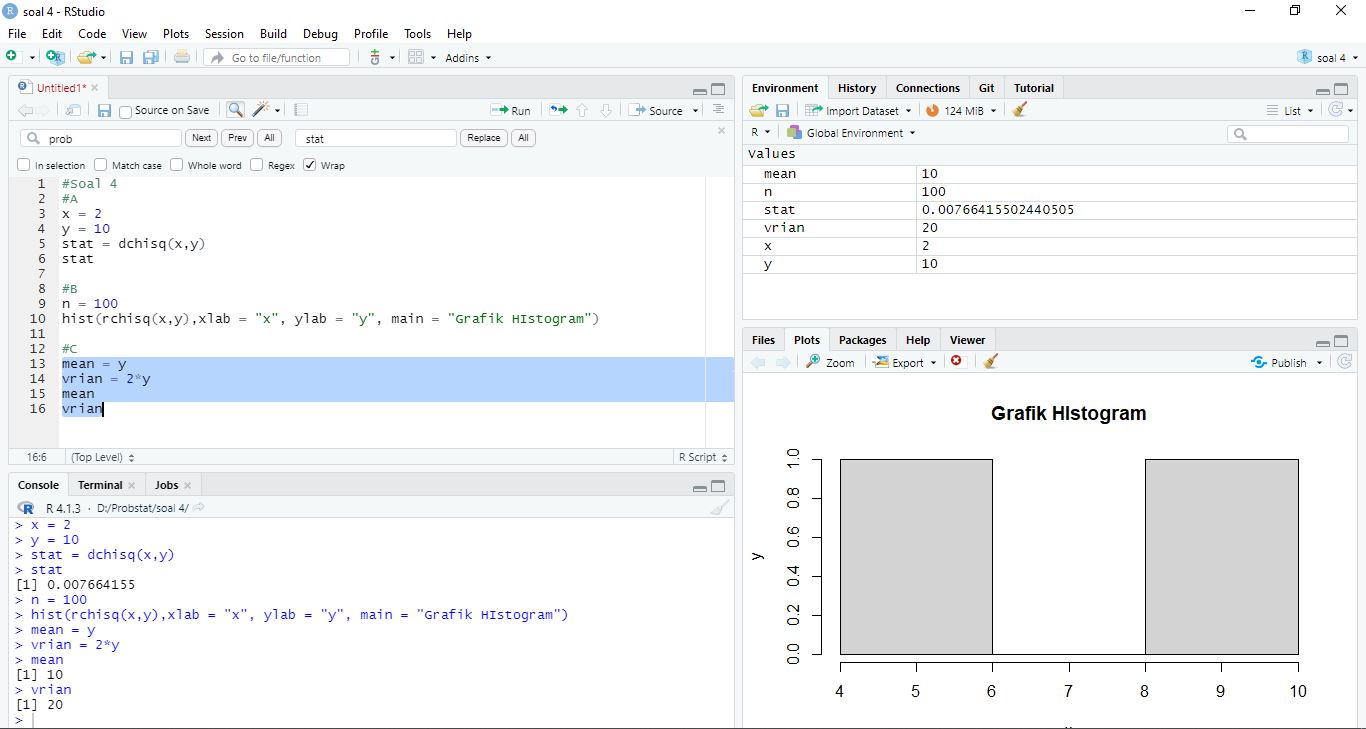 soal 4 - RStudio
File Edit Code View Plots Session Build Debug Profile Tools Help
Go to file/function Addins soal 4
Untitled1*
Source on Save Run Source
prob Next Prev All stat Replace All
In selection Match case Whole word Regex Wrap
1 #Soal 4
2 #A
3 x = 2
4 y = 10
5 stat = dchisq(x,y)
6 stat
7
8 #B
9 n = 100
10 hist(rchisq(x,y),xlab = "x", ylab = "y", main = "Grafik HIstogram")
11
12 #C
13 mean = y
14 vrian = 2*y
15 mean
16 vrian
16:6 (Top Level) R Script
Console Terminal Jobs
R 4.1.3 · D:/Probstat/soal 4/
> x = 2
> y = 10
> stat = dchisq(x,y)
> stat
[1] 0.007664155
> n = 100
> hist(rchisq(x,y),xlab = "x", ylab = "y", main = "Grafik HIstogram")
> mean = y
> vrian = 2*y
> mean
[1] 10
> vrian
[1] 20
>
Environment History Connections Git Tutorial
Import Dataset 124 MiB List
R Global Environment
Values
mean 10
n 100
stat 0.00766415502440505
vrian 20
x 2
y 10
Files Plots Packages Help Viewer
Zoom Export Publish
Grafik HIstogram
y
1.0
0.8
0.6
0.4
0.2
0.0
4 5 6 7 8 9 10